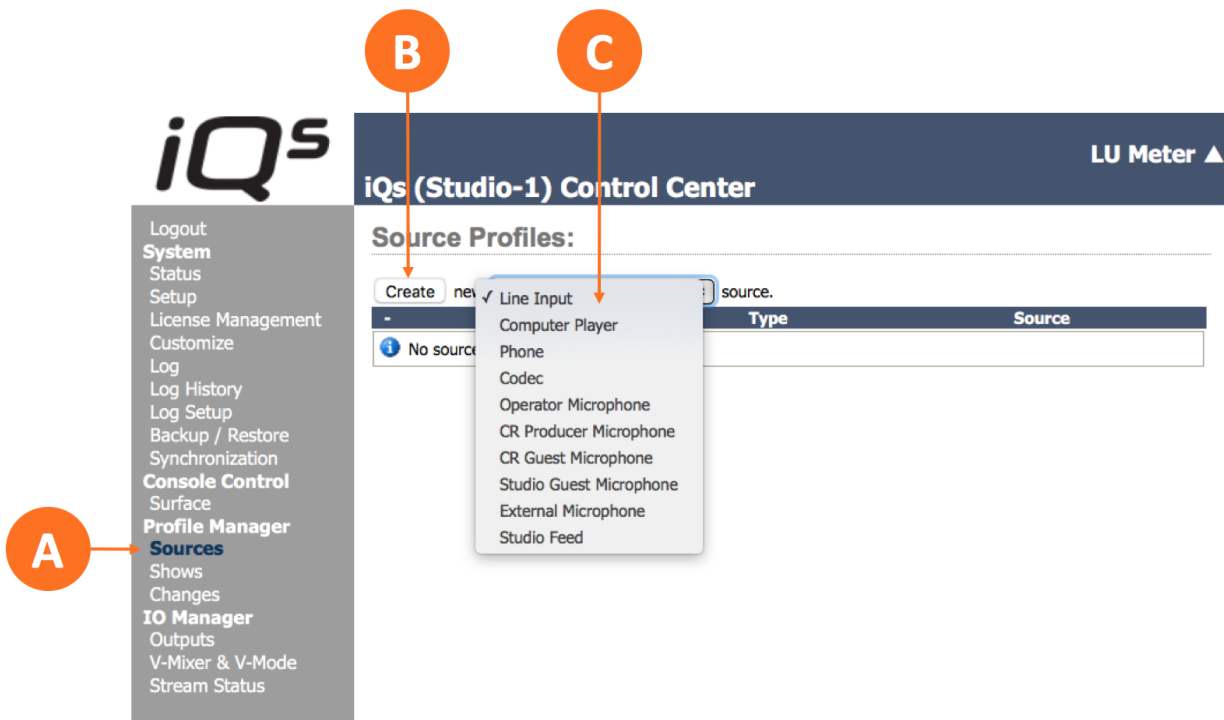 B
C
iQs
LU Meter ▲
iQs (Studio-1) Control Center
Logout
System
Status
Setup
License Management
Customize
Log
Log History
Log Setup
Backup / Restore
Synchronization
Console Control
Surface
Profile Manager
A
Sources
Shows
Changes
IO Manager
Outputs
V-Mixer & V-Mode
Stream Status
Source Profiles:
Create source.
- Type Source
No
✓ Line Input
Computer Player
Phone
Codec
Operator Microphone
CR Producer Microphone
CR Guest Microphone
Studio Guest Microphone
External Microphone
Studio Feed